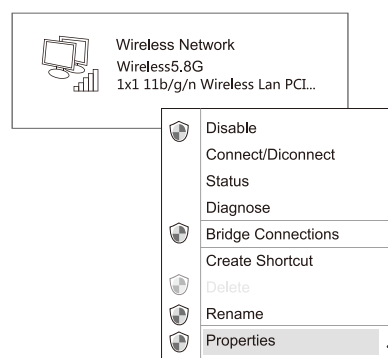 Wireless Network
Wireless5.8G
1x1 11b/g/n Wireless Lan PCI...
Disable
Connect/Diconnect
Status
Diagnose
Bridge Connections
Create Shortcut
Delete
Rename
Properties